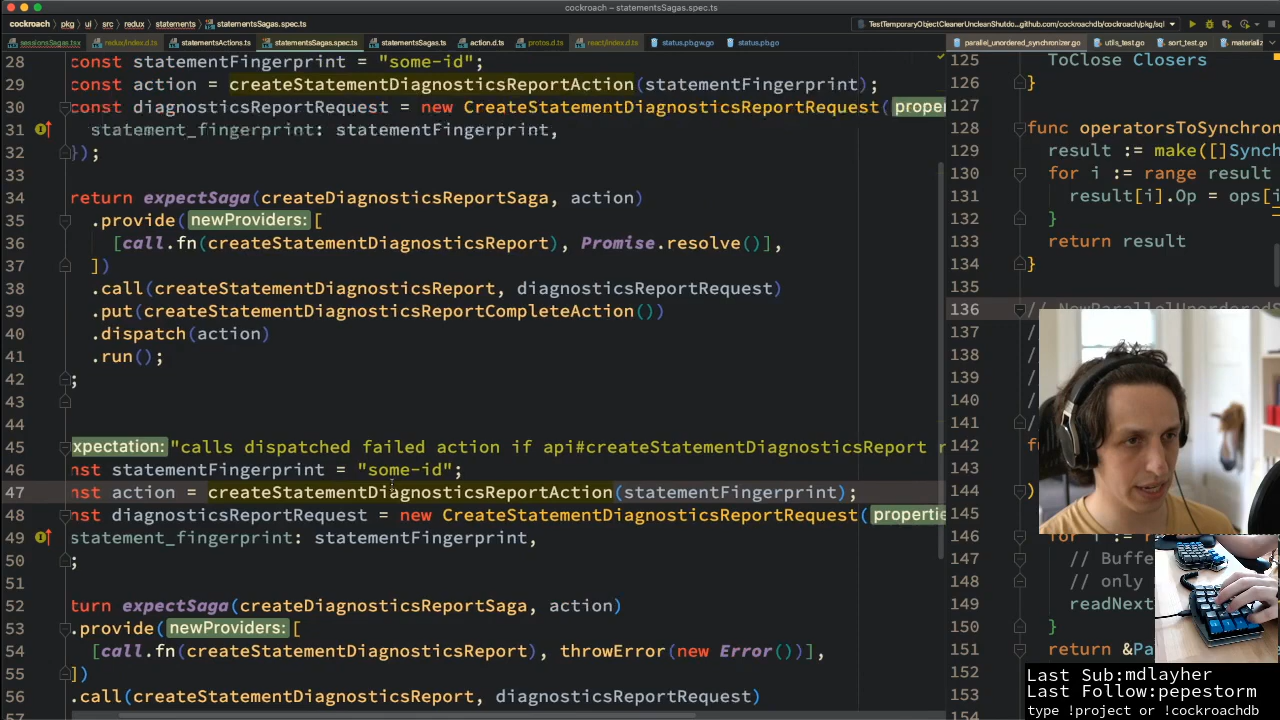 cockroach – statementsSagas.spec.ts
cockroach › pkg › ui › src › redux › statements › statementsSagas.spec.ts
TestTemporaryObjectCleanerUncleanShutdo...github.com/cockroachdb/cockroach/pkg/sql
sessionsSagas.tsx redux/index.d.ts statementsActions.ts statementsSagas.spec.ts statementsSagas.ts action.d.ts protos.d.ts react/index.d.ts status.pb.gw.go status.pb.go
parallel_unordered_synchronizer.go utils_test.go sort_test.go materializ
28 const statementFingerprint = "some-id";
29 const action = createStatementDiagnosticsReportAction(statementFingerprint);
30 const diagnosticsReportRequest = new CreateStatementDiagnosticsReportRequest( proper
31 statement_fingerprint: statementFingerprint,
32 });
33
34 return expectSaga(createDiagnosticsReportSaga, action)
35 .provide( newProviders: [
36 [call.fn(createStatementDiagnosticsReport), Promise.resolve()],
37 ])
38 .call(createStatementDiagnosticsReport, diagnosticsReportRequest)
39 .put(createStatementDiagnosticsReportCompleteAction())
40 .dispatch(action)
41 .run();
42 ;
43
44
45 xpectation: "calls dispatched failed action if api#createStatementDiagnosticsReport r
46 nst statementFingerprint = "some-id";
47 nst action = createStatementDiagnosticsReportAction(statementFingerprint);
48 nst diagnosticsReportRequest = new CreateStatementDiagnosticsReportRequest( propertie
49 statement_fingerprint: statementFingerprint,
50 ;
51
52 turn expectSaga(createDiagnosticsReportSaga, action)
53 .provide( newProviders: [
54 [call.fn(createStatementDiagnosticsReport), throwError(new Error())],
55 ])
56 .call(createStatementDiagnosticsReport, diagnosticsReportRequest)
125 ToClose Closers
126 }
127
128 func operatorsToSynchron
129 result := make([]Synch
130 for i := range result
131 result[i].Op = ops[i
132 }
133 return result
134 }
135
136 // NewParallelUnorderedS
137 /
138 /
139 /
140 /
141 /
142 fu
143
144 )
145
146 for i := r
147 // Buffe
148 // only
149 readNext
150 }
151 return &Pa
152
153
154
Last Sub:mdlayher
Last Follow:pepestorm
type !project or !cockroachdb